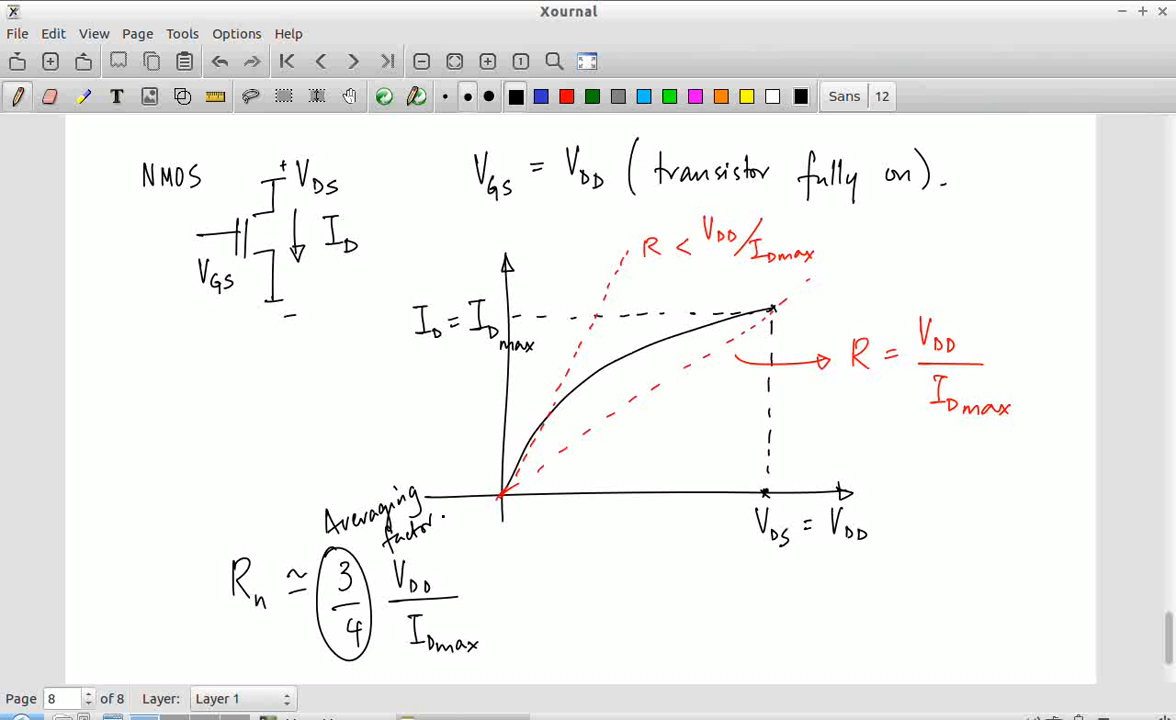 Xournal
File Edit View Page Tools Options Help
Sans 12
NMOS
+ V_DS
I_D
V_GS
–
V_GS = V_DD (transistor fully on).
R < V_DD/I_Dmax
I_D = I_Dmax
R = V_DD / I_Dmax
V_DS = V_DD
Averaging
factor.
R_n ≃ 3/4 V_DD / I_Dmax
Page 8 of 8 Layer: Layer 1